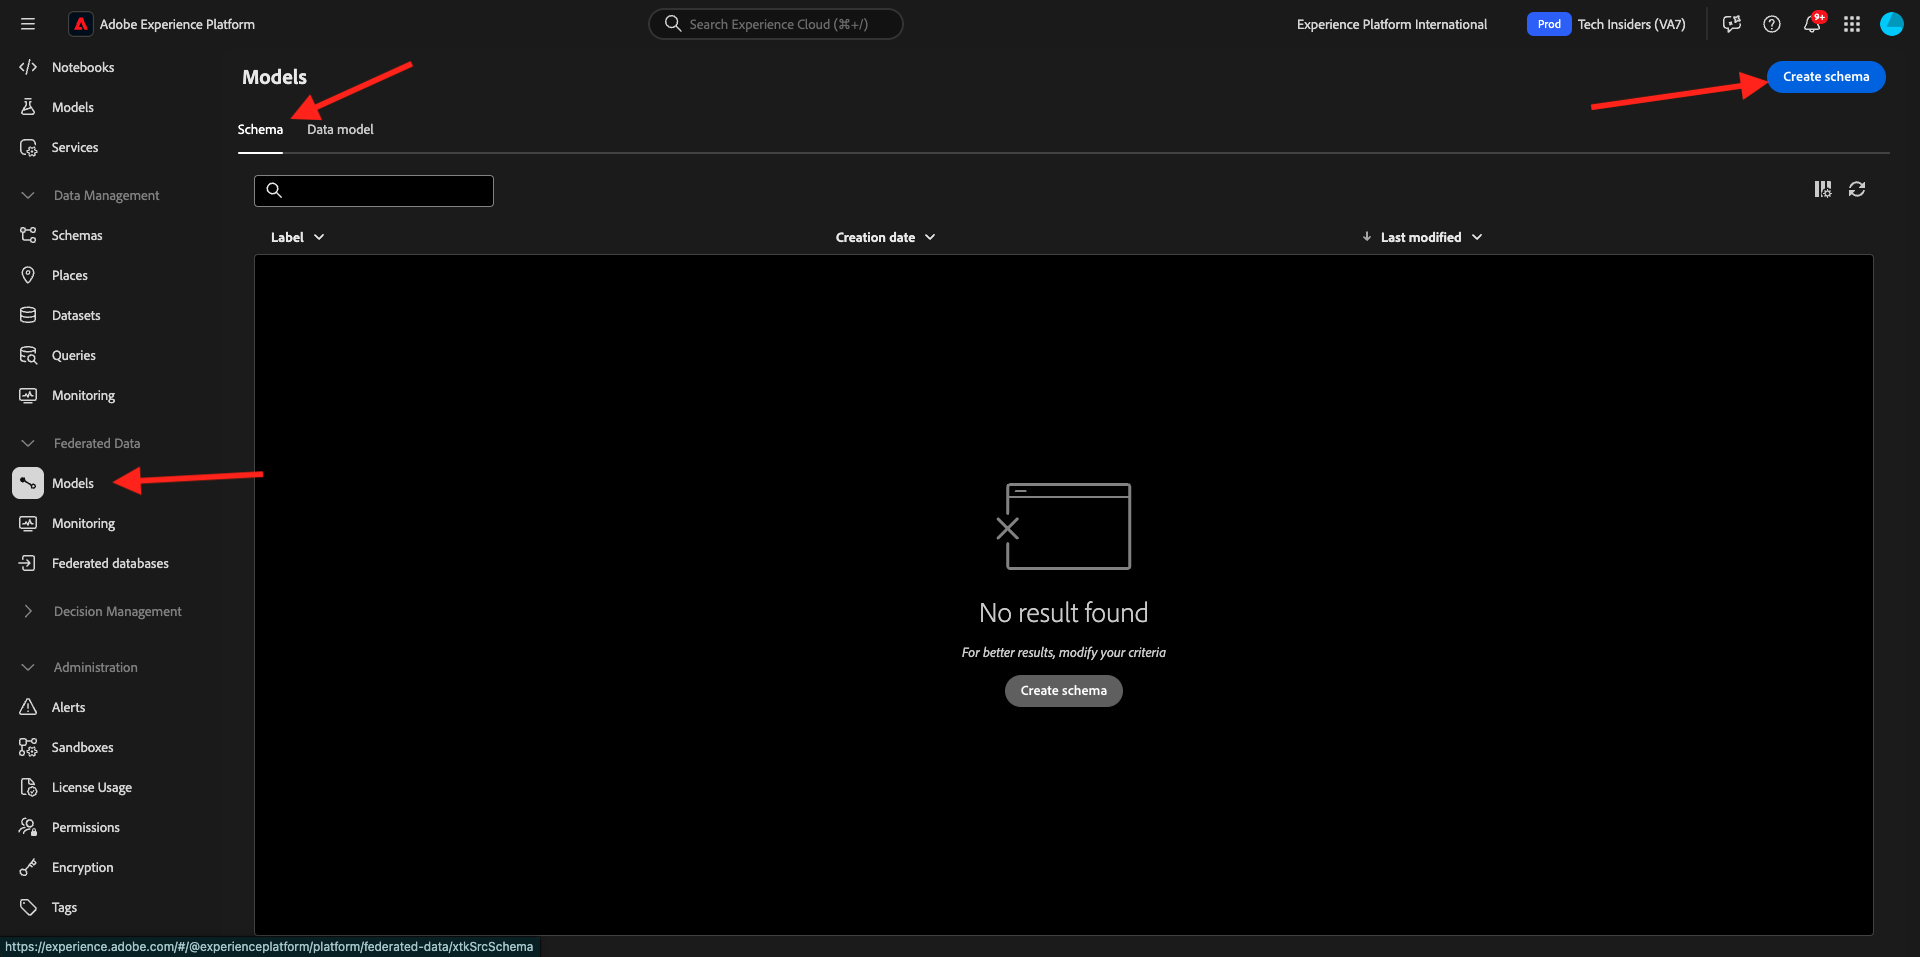 Adobe Experience Platform
Search Experience Cloud (⌘+/)
Experience Platform International
Prod
Tech Insiders (VA7)
9+
Notebooks
Models
Services
Data Management
Schemas
Places
Datasets
Queries
Monitoring
Federated Data
Models
Monitoring
Federated databases
Decision Management
Administration
Alerts
Sandboxes
License Usage
Permissions
Encryption
Tags
Models
Create schema
Schema
Data model
Label
Creation date
Last modified
No result found
For better results, modify your criteria
Create schema
https://experience.adobe.com/#/@experienceplatform/platform/federated-data/xtkSrcSchema